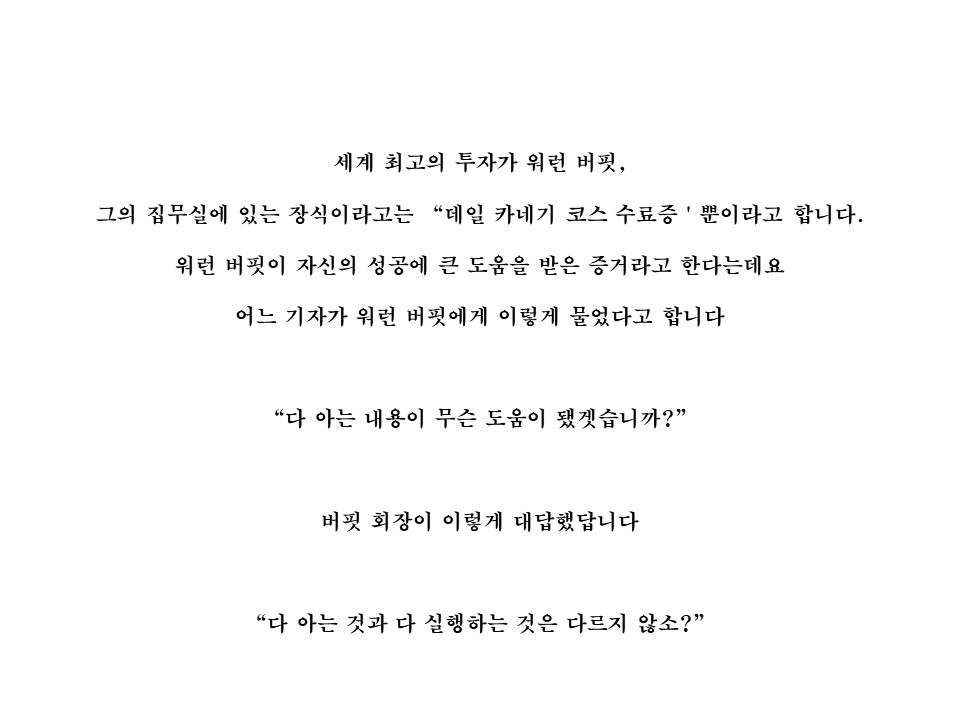 세계 최고의 투자가 워런 버핏,
그의 집무실에 있는 장식이라고는 “데일 카네기 코스 수료증 ' 뿐이라고 합니다.
워런 버핏이 자신의 성공에 큰 도움을 받은 증거라고 한다는데요
어느 기자가 워런 버핏에게 이렇게 물었다고 합니다
“다 아는 내용이 무슨 도움이 됐겟습니까?”
버핏 회장이 이렇게 대답했답니다
“다 아는 것과 다 실행하는 것은 다르지 않소?”